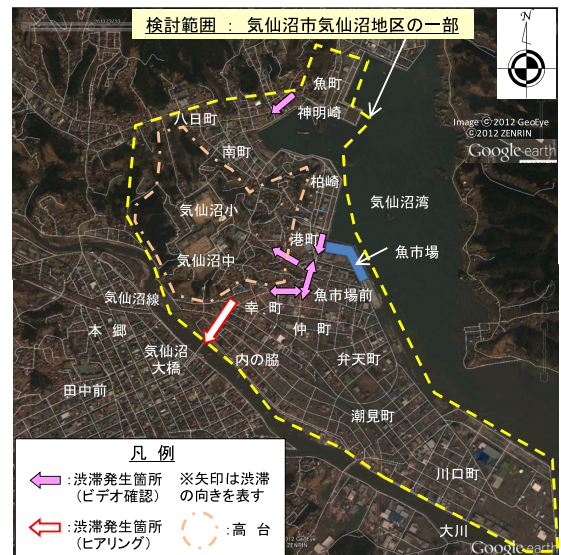 検討範囲 : 気仙沼市気仙沼地区の一部
N
魚町
神明崎
八日町
Image ©2012 GeoEye
©2012 ZENRIN
Google earth
南町
柏崎
気仙沼小
気仙沼湾
港町
魚市場
気仙沼中
魚市場前
気仙沼線
幸町
本郷
仲町
気仙沼
大橋
内の脇
弁天町
田中前
潮見町
凡 例
:渋滞発生箇所
(ビデオ確認)
※矢印は渋滞
の向きを表す
川口町
:渋滞発生箇所
(ヒアリング)
:高 台
大川
GeoEye
ZENRIN
Google earth